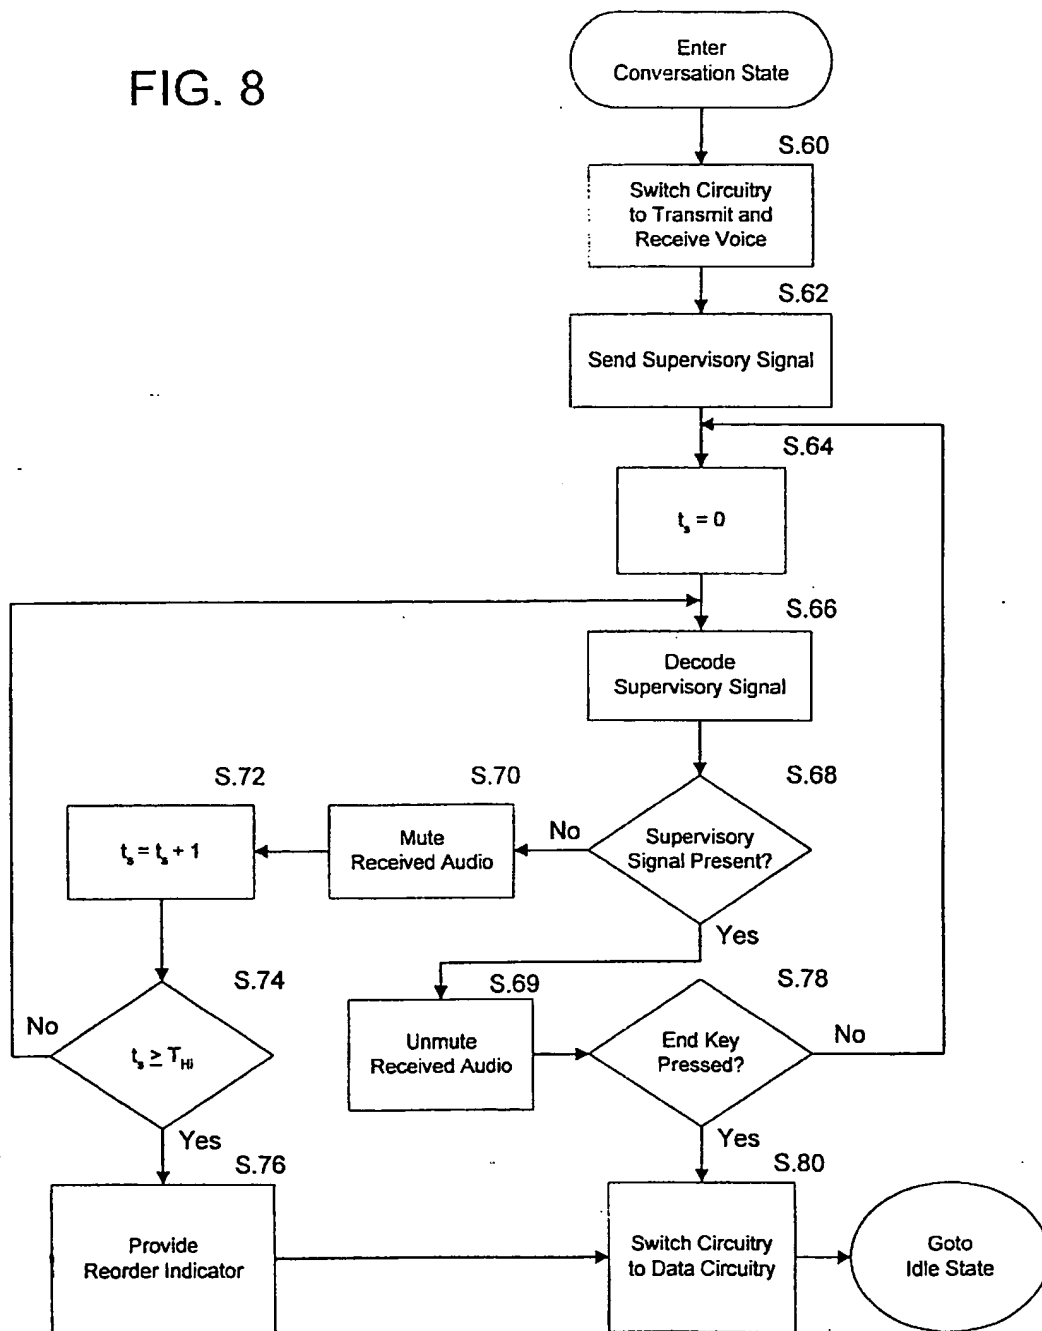 FIG. 8
Enter
Conversation State
S.60
Switch Circuitry
to Transmit and
Receive Voice
S.62
Send Supervisory Signal
S.64
tₛ = 0
S.66
Decode
Supervisory Signal
S.68
Supervisory
Signal Present?
No
Yes
S.70
Mute
Received Audio
S.72
tₛ = tₛ + 1
S.74
tₛ ≥ T_Hi
No
Yes
S.69
Unmute
Received Audio
S.78
End Key
Pressed?
No
Yes
S.76
Provide
Reorder Indicator
S.80
Switch Circuitry
to Data Circuitry
Goto
Idle State